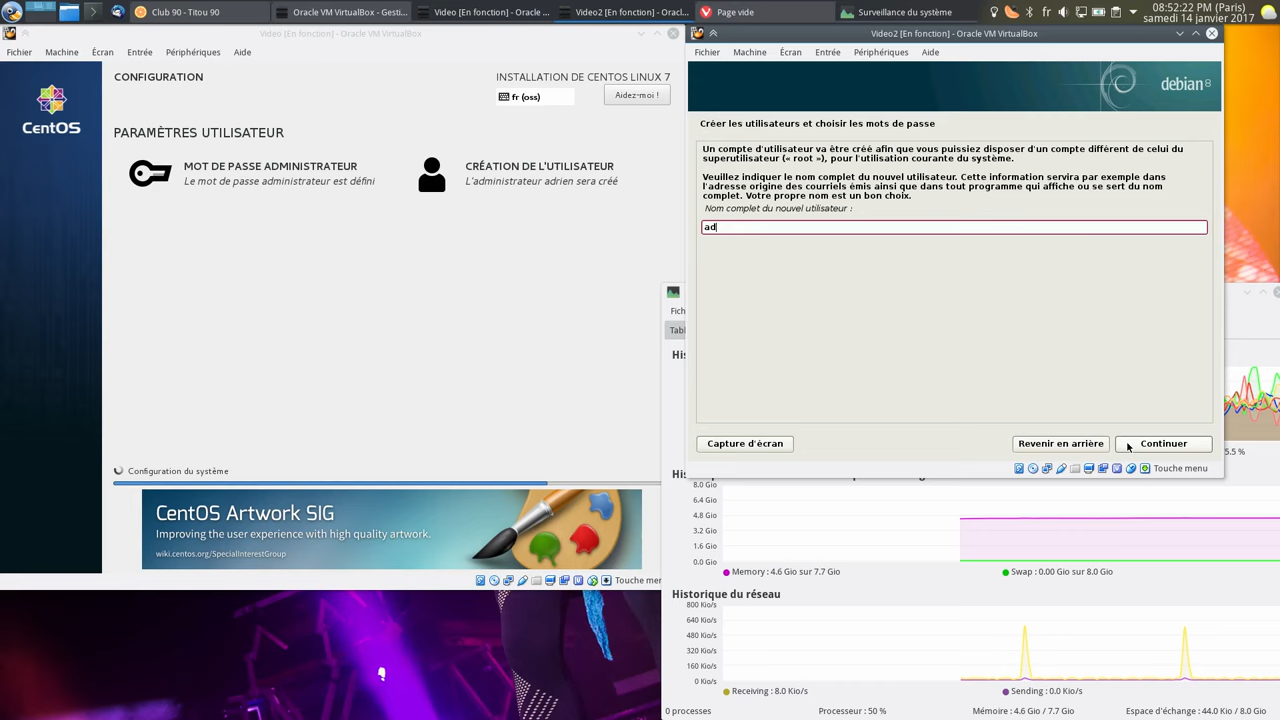 Club 90 - Titou 90
Oracle VM VirtualBox - Gesti...
Video [En fonction] - Oracle ...
Video2 [En fonction] - Oracl...
Page vide
Surveillance du système
fr
08:52:22 PM (Paris)
samedi 14 janvier 2017
Video [En fonction] - Oracle VM VirtualBox
Fichier Machine Écran Entrée Périphériques Aide
CentOS
CONFIGURATION
INSTALLATION DE CENTOS LINUX 7
fr (oss)
Aidez-moi !
PARAMÈTRES UTILISATEUR
MOT DE PASSE ADMINISTRATEUR
Le mot de passe administrateur est défini
CRÉATION DE L'UTILISATEUR
L'administrateur adrien sera créé
Configuration du système
CentOS Artwork SIG
Improving the user experience with high quality artwork.
wiki.centos.org/SpecialInterestGroup
Touche mer
Video2 [En fonction] - Oracle VM VirtualBox
Fichier Machine Écran Entrée Périphériques Aide
debian 8
Créer les utilisateurs et choisir les mots de passe
Un compte d'utilisateur va être créé afin que vous puissiez disposer d'un compte différent de celui du
superutilisateur (« root »), pour l'utilisation courante du système.
Veuillez indiquer le nom complet du nouvel utilisateur. Cette information servira par exemple dans
l'adresse origine des courriels émis ainsi que dans tout programme qui affiche ou se sert du nom
complet. Votre propre nom est un bon choix.
Nom complet du nouvel utilisateur :
ad
Capture d'écran
Revenir en arrière
Continuer
Touche menu
Fich
Tabl
His
5.5 %
8.0 Gio
6.4 Gio
4.8 Gio
3.2 Gio
1.6 Gio
0.0 Gio
Memory : 4.6 Gio sur 7.7 Gio
Swap : 0.00 Gio sur 8.0 Gio
Historique du réseau
800 Kio/s
640 Kio/s
480 Kio/s
320 Kio/s
160 Kio/s
0 Kio/s
Receiving : 8.0 Kio/s
Sending : 0.0 Kio/s
0 processes
Processeur : 50 %
Mémoire : 4.6 Gio / 7.7 Gio
Espace d'échange : 44.0 Kio / 8.0 Gio